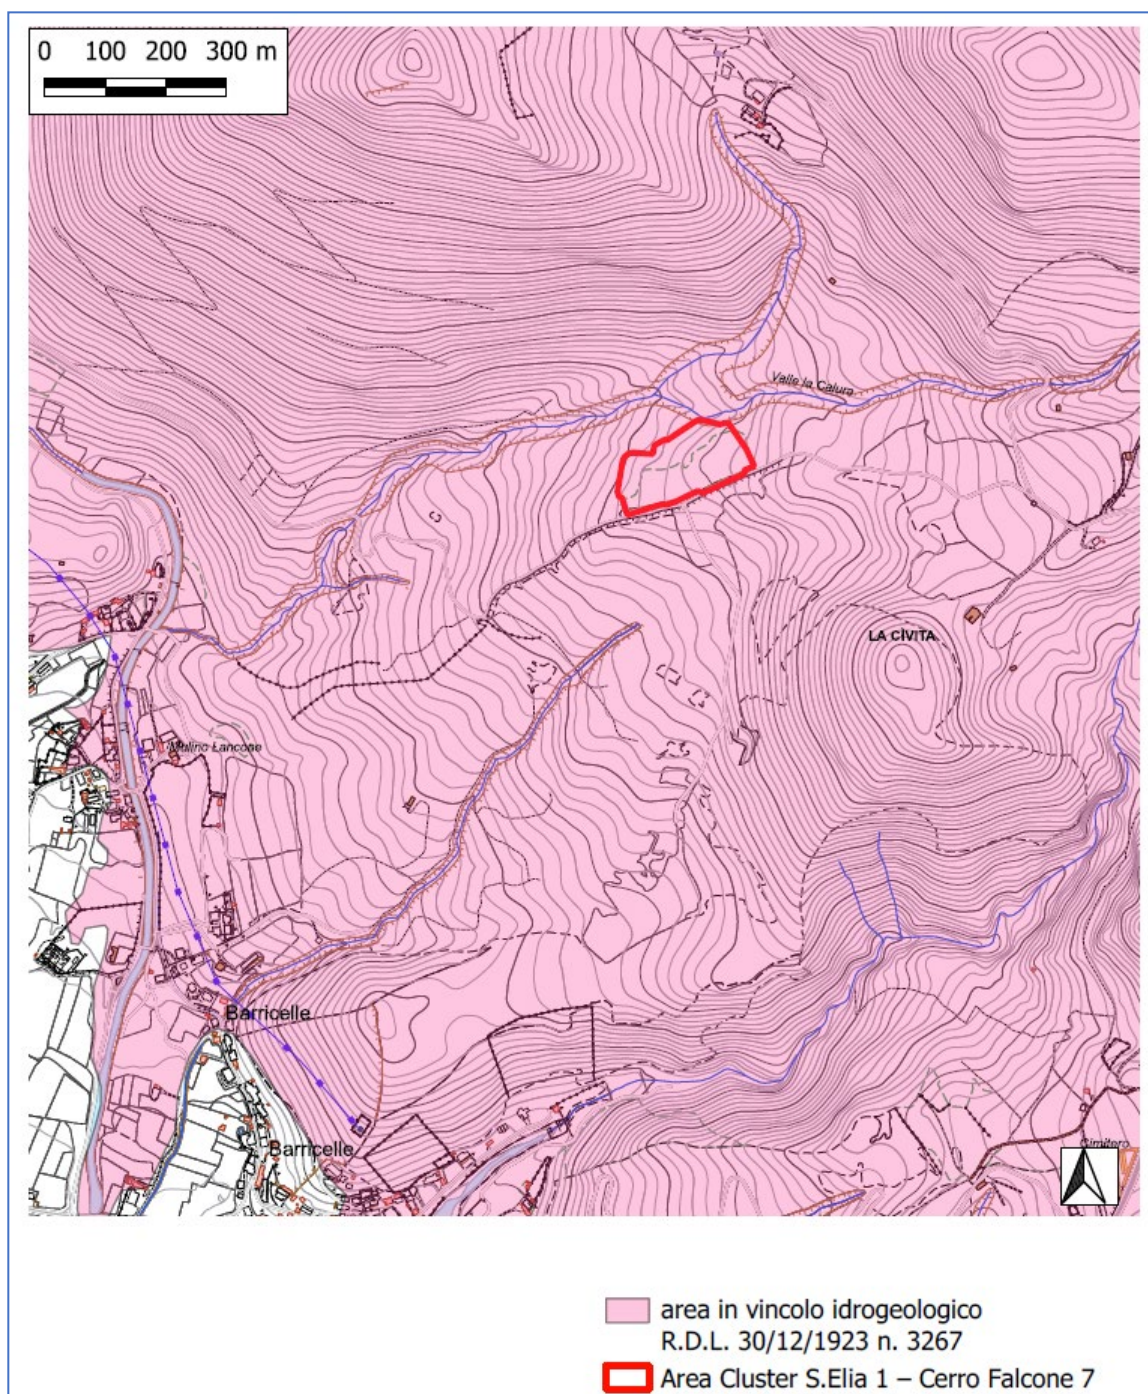 0 100 200 300 m
Valle la Calura
LA CIVITA
Mulino Lancone
Barricelle
Barricelle
Cimitero
area in vincolo idrogeologico
R.D.L. 30/12/1923 n. 3267
Area Cluster S.Elia 1 – Cerro Falcone 7